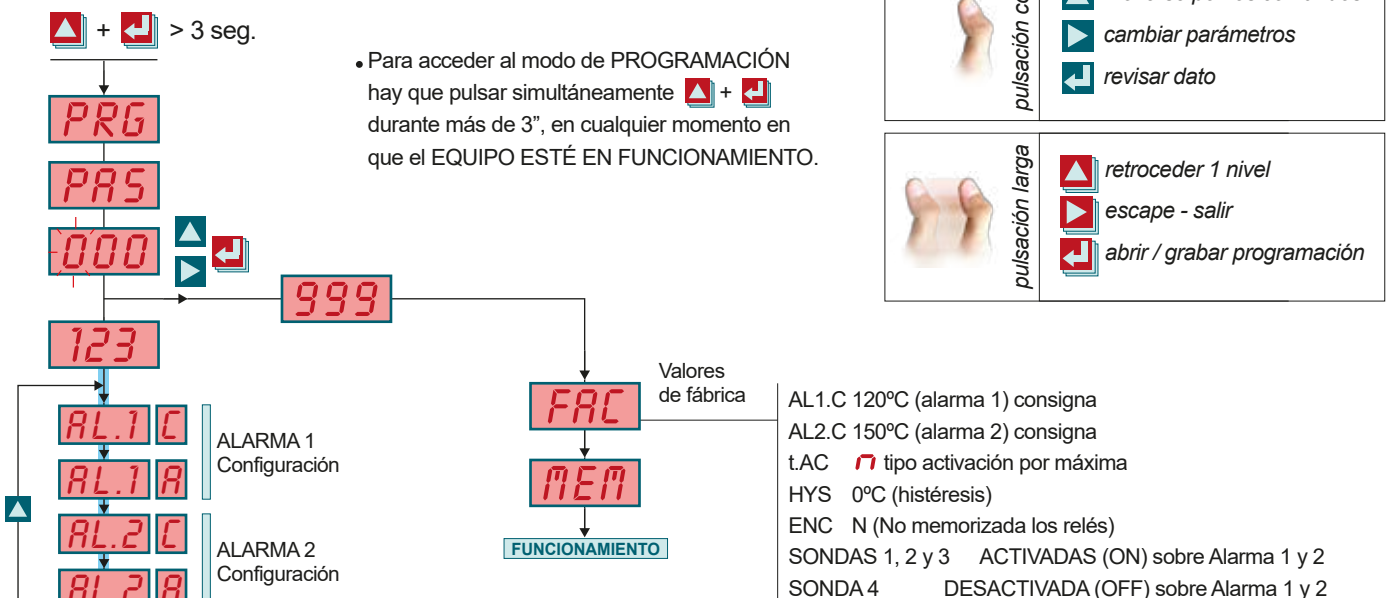 + > 3 seg.
• Para acceder al modo de PROGRAMACIÓN
hay que pulsar simultáneamente +
durante más de 3”, en cualquier momento en
que el EQUIPO ESTÉ EN FUNCIONAMIENTO.
PRG
PAS
000
999
123
AL.1 C
AL.1 A
ALARMA 1
Configuración
AL.2 C
AL.2 A
ALARMA 2
Configuración
FAC
MEM
FUNCIONAMIENTO
Valores
de fábrica
AL1.C 120ºC (alarma 1) consigna
AL2.C 150ºC (alarma 2) consigna
t.AC tipo activación por máxima
HYS 0ºC (histéresis)
ENC N (No memorizada los relés)
SONDAS 1, 2 y 3 ACTIVADAS (ON) sobre Alarma 1 y 2
SONDA 4 DESACTIVADA (OFF) sobre Alarma 1 y 2
pulsación
cambiar parámetros
revisar dato
pulsación larga
retroceder 1 nivel
escape - salir
abrir / grabar programación